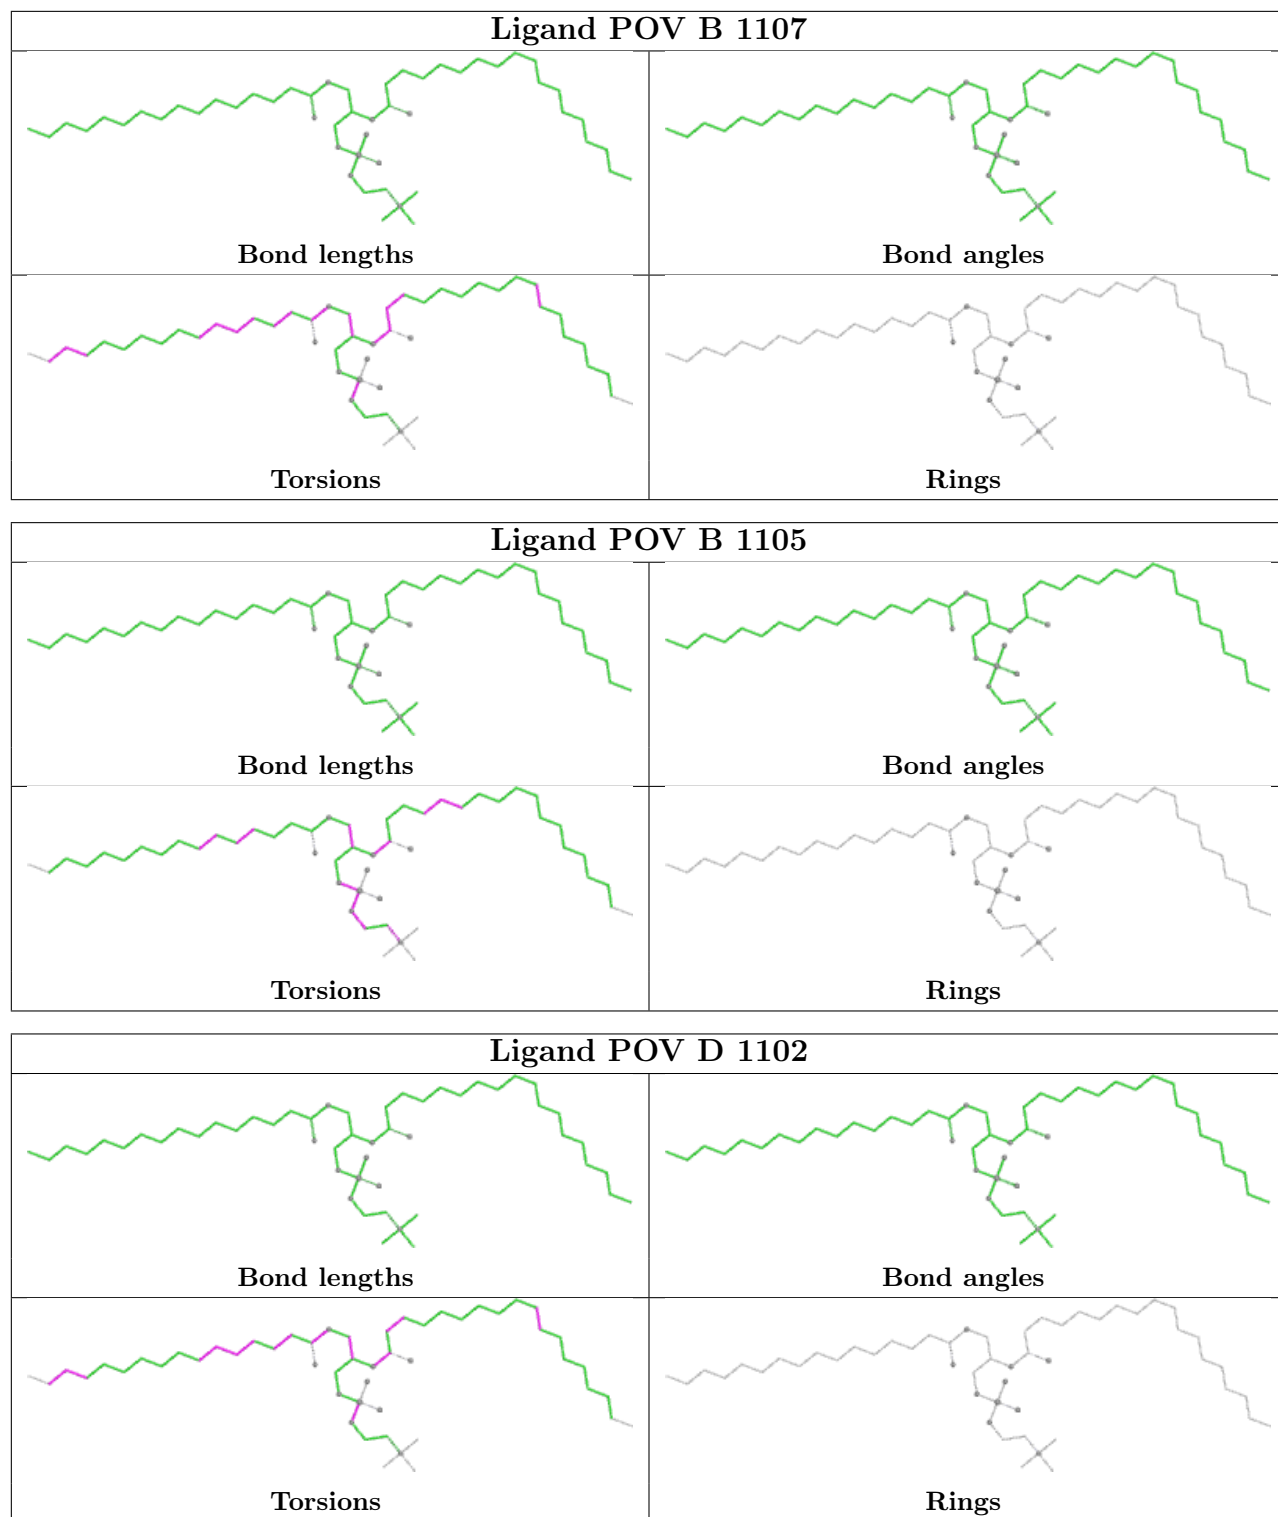 Ligand POV B 1107
Bond lengths
Bond angles
Torsions
Rings
Ligand POV B 1105
Bond lengths
Bond angles
Torsions
Rings
Ligand POV D 1102
Bond lengths
Bond angles
Torsions
Rings